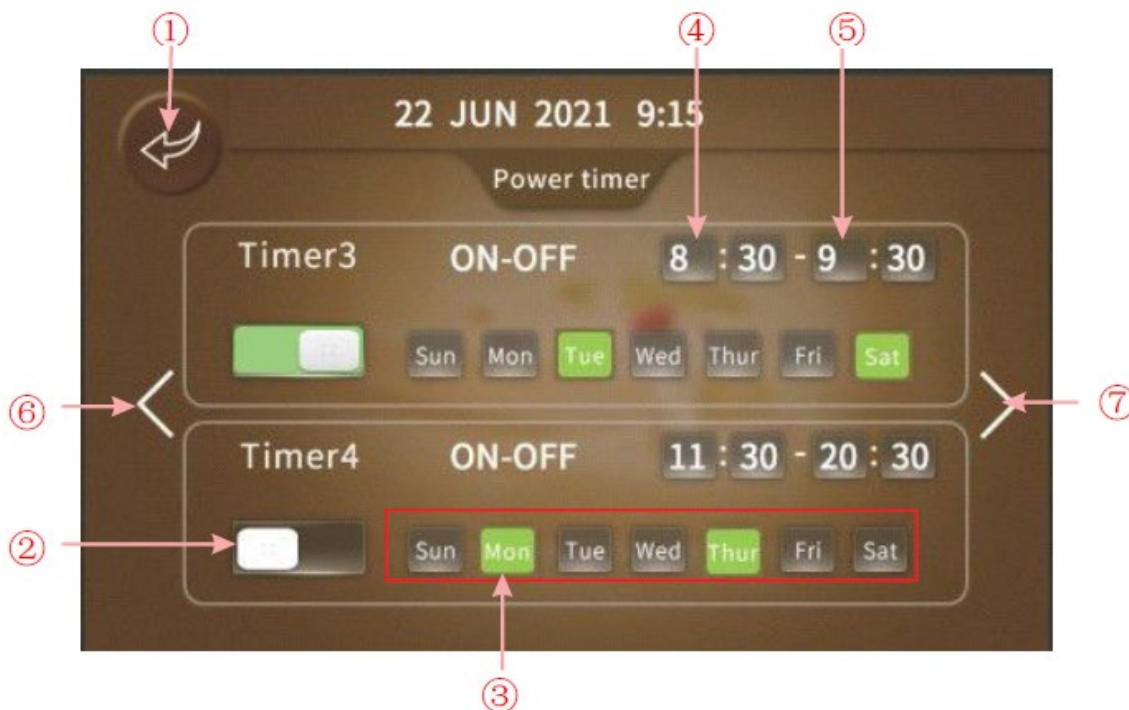 ① ④ ⑤
22 JUN 2021 9:15
Power timer
Timer3 ON-OFF 8 : 30 - 9 : 30
Sun Mon Tue Wed Thur Fri Sat
⑥ ⑦
Timer4 ON-OFF 11 : 30 - 20 : 30
② Sun Mon Tue Wed Thur Fri Sat
③